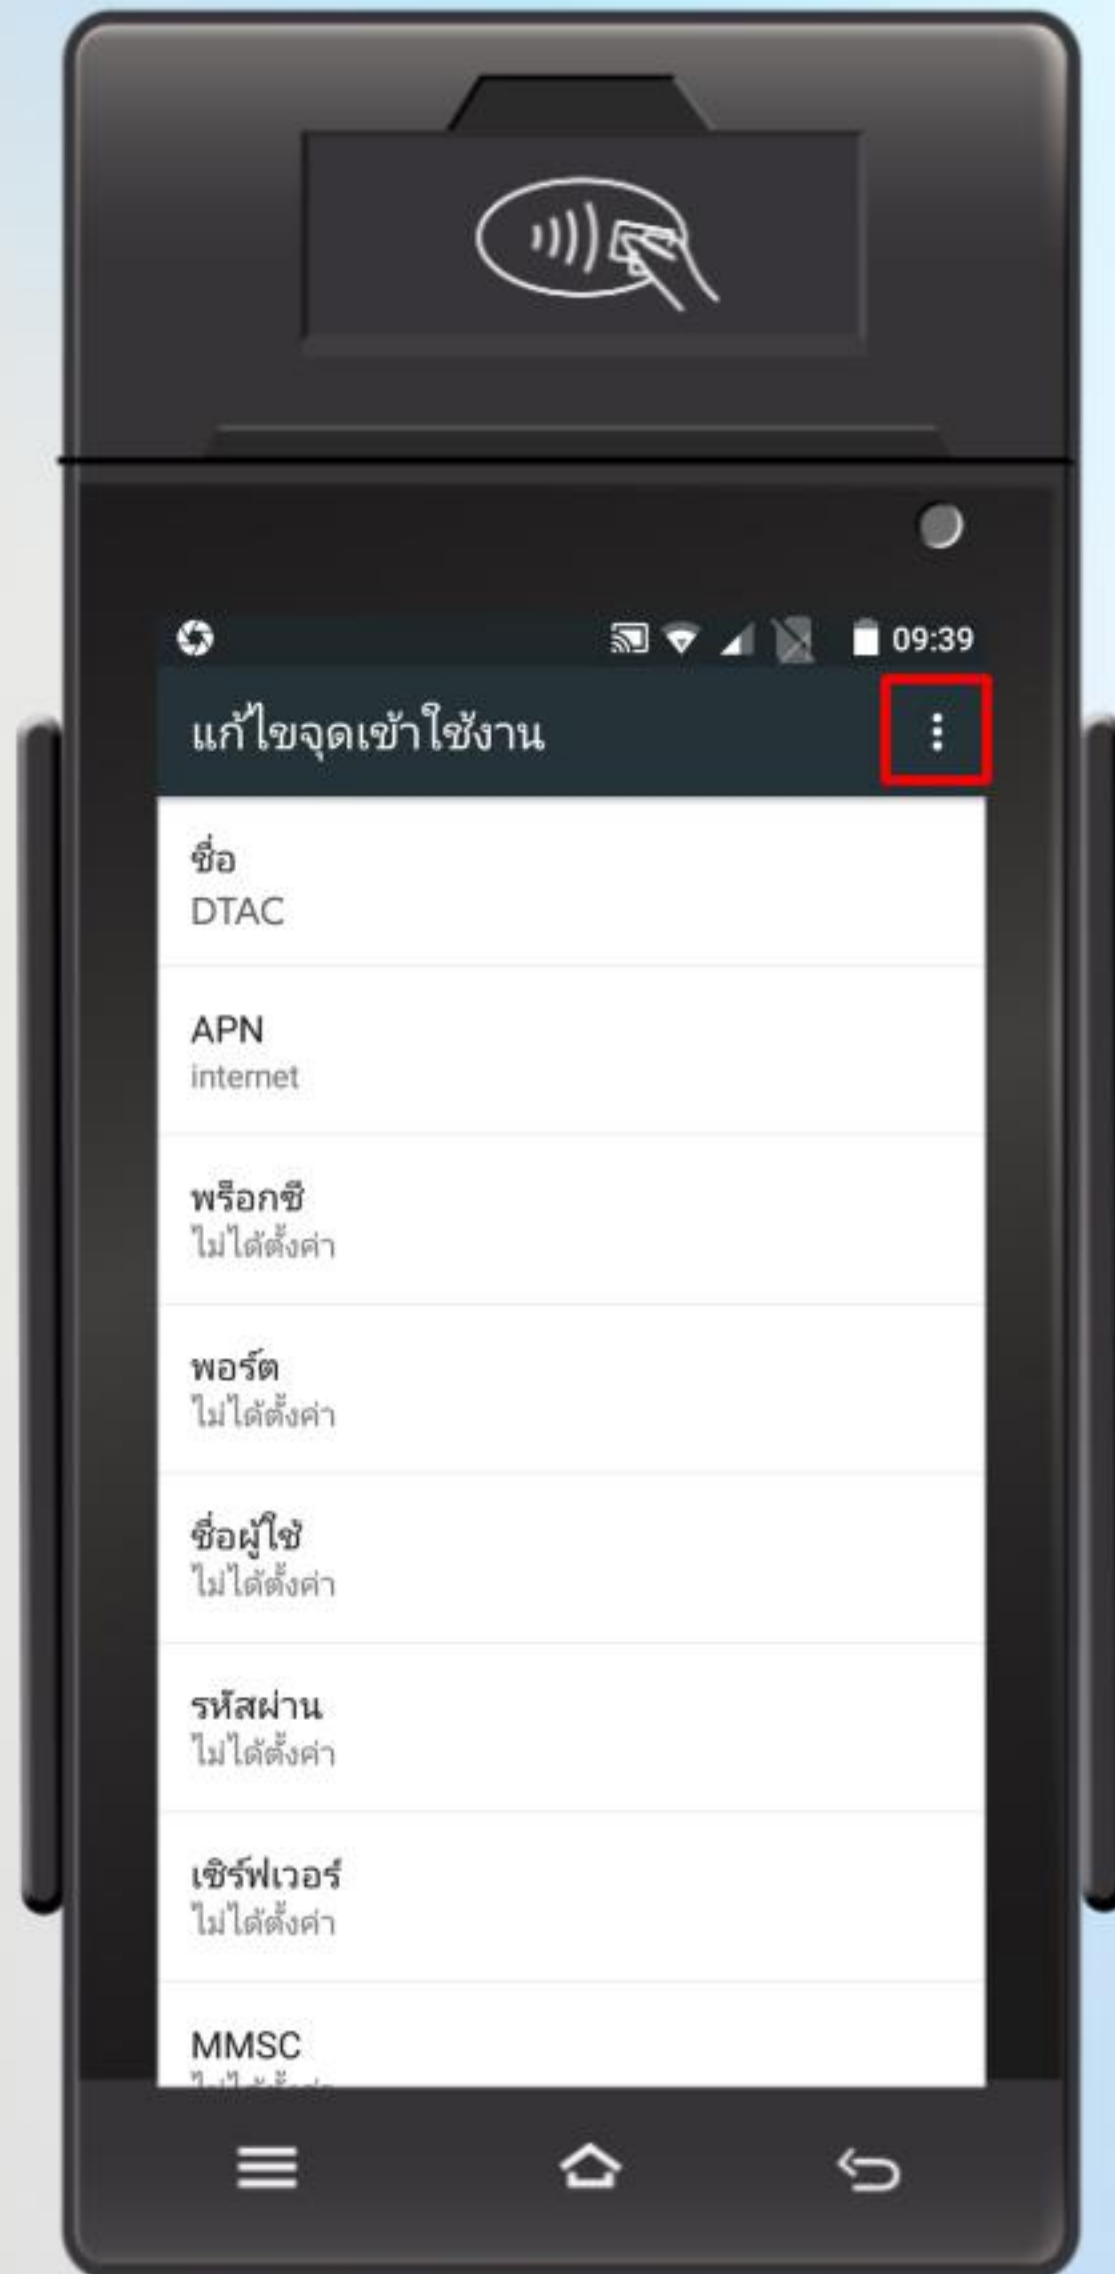 09:39
แก้ไขจุดเข้าใช้งาน
ชื่อ
DTAC
APN
internet
พร็อกซี
ไม่ได้ตั้งค่า
พอร์ต
ไม่ได้ตั้งค่า
ชื่อผู้ใช้
ไม่ได้ตั้งค่า
รหัสผ่าน
ไม่ได้ตั้งค่า
เซิร์ฟเวอร์
ไม่ได้ตั้งค่า
MMSC